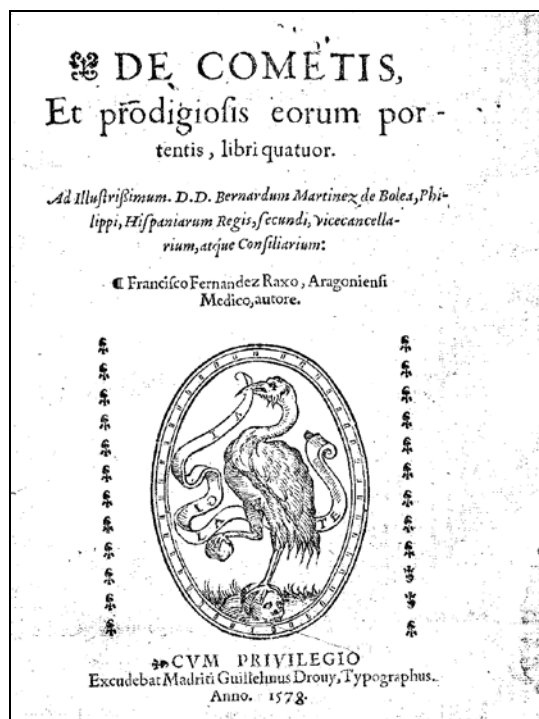 DE COMETIS,
Et prõdigiosis eorum por-
tentis, libri quatuor.
Ad Illustrißimum. D.D. Bernardum Martinez de Bolea, Phi-
lippi, Hispaniarum Regis, secundi, vicecancella-
rium, atque Consiliarium:
¶ Francisco Fernandez Raxo, Aragoniensi
Medico, autore.
CVM PRIVILEGIO
Excudebat Madriti Guillelmus Drouy, Typographus.
Anno. 1578.